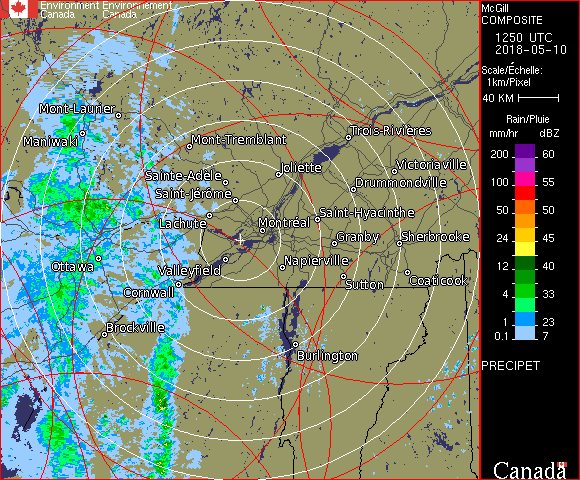 Environment Environnement
Canada Canada
McGill
COMPOSITE
1250 UTC
2018-05-10
Scale/Échelle:
1km/Pixel
40 KM
Rain/Pluie
mm/hr dBZ
200 60
150 57
100 55
50 50
24 45
12 40
4 33
1 23
0.1 7
PRECIPET
Mont-Laurier
Maniwaki
Mont-Tremblant
Trois-Rivières
Joliette
Victoriaville
Sainte-Adèle
Drummondville
Saint-Jérôme
Saint-Hyacinthe
Lachute
Montréal
Granby
Sherbrooke
Ottawa
Valleyfield
Napierville
Sutton
Coaticook
Cornwall
Brockville
Burlington
Canada